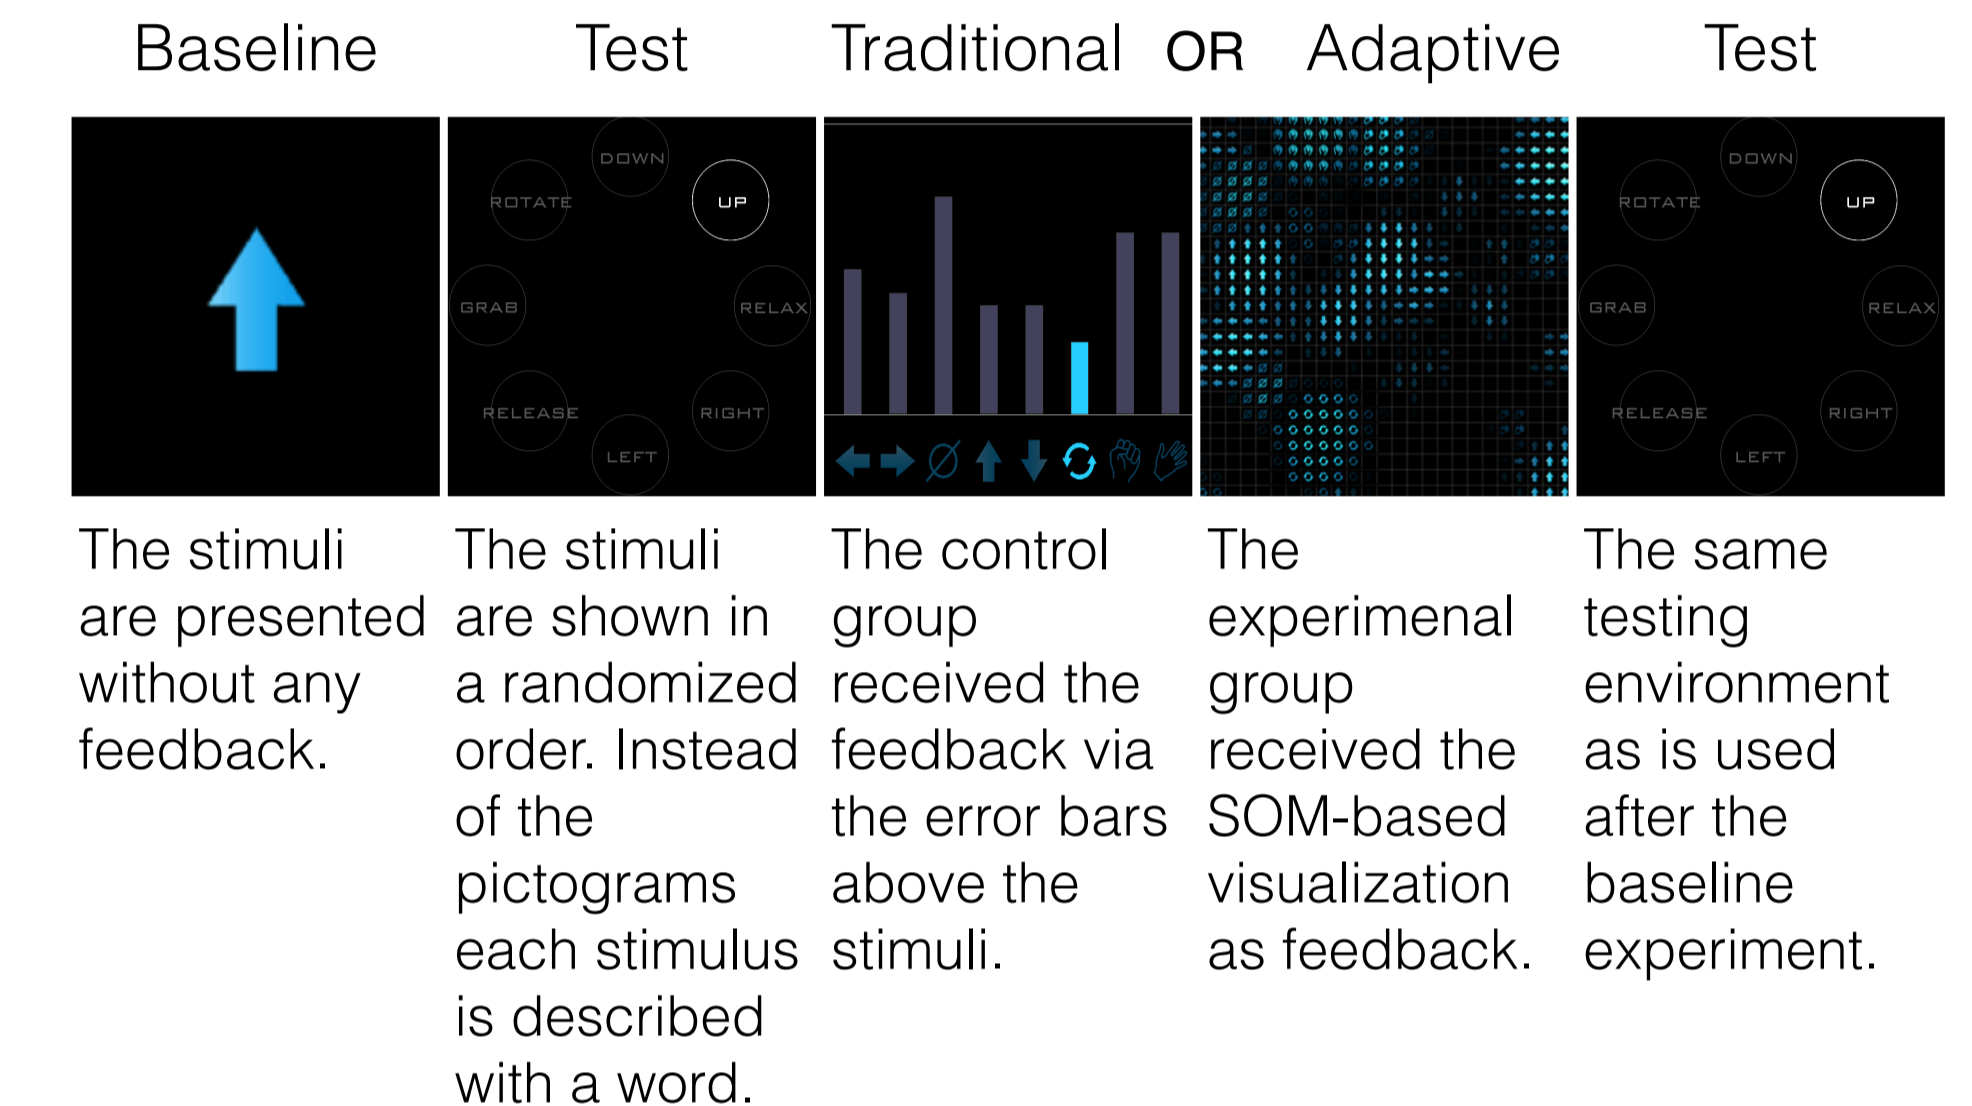 Baseline
Test
Traditional OR Adaptive
Test
DOWN
UP
ROTATE
GRAB
RELAX
RELEASE
RIGHT
LEFT
DOWN
UP
ROTATE
GRAB
RELAX
RELEASE
RIGHT
LEFT
The stimuli
are presented
without any
feedback.
The stimuli
are shown in
a randomized
order. Instead
of the
pictograms
each stimulus
is described
with a word.
The control
group
received the
feedback via
the error bars
above the
stimuli.
The
experimenal
group
received the
SOM-based
visualization
as feedback.
The same
testing
environment
as is used
after the
baseline
experiment.